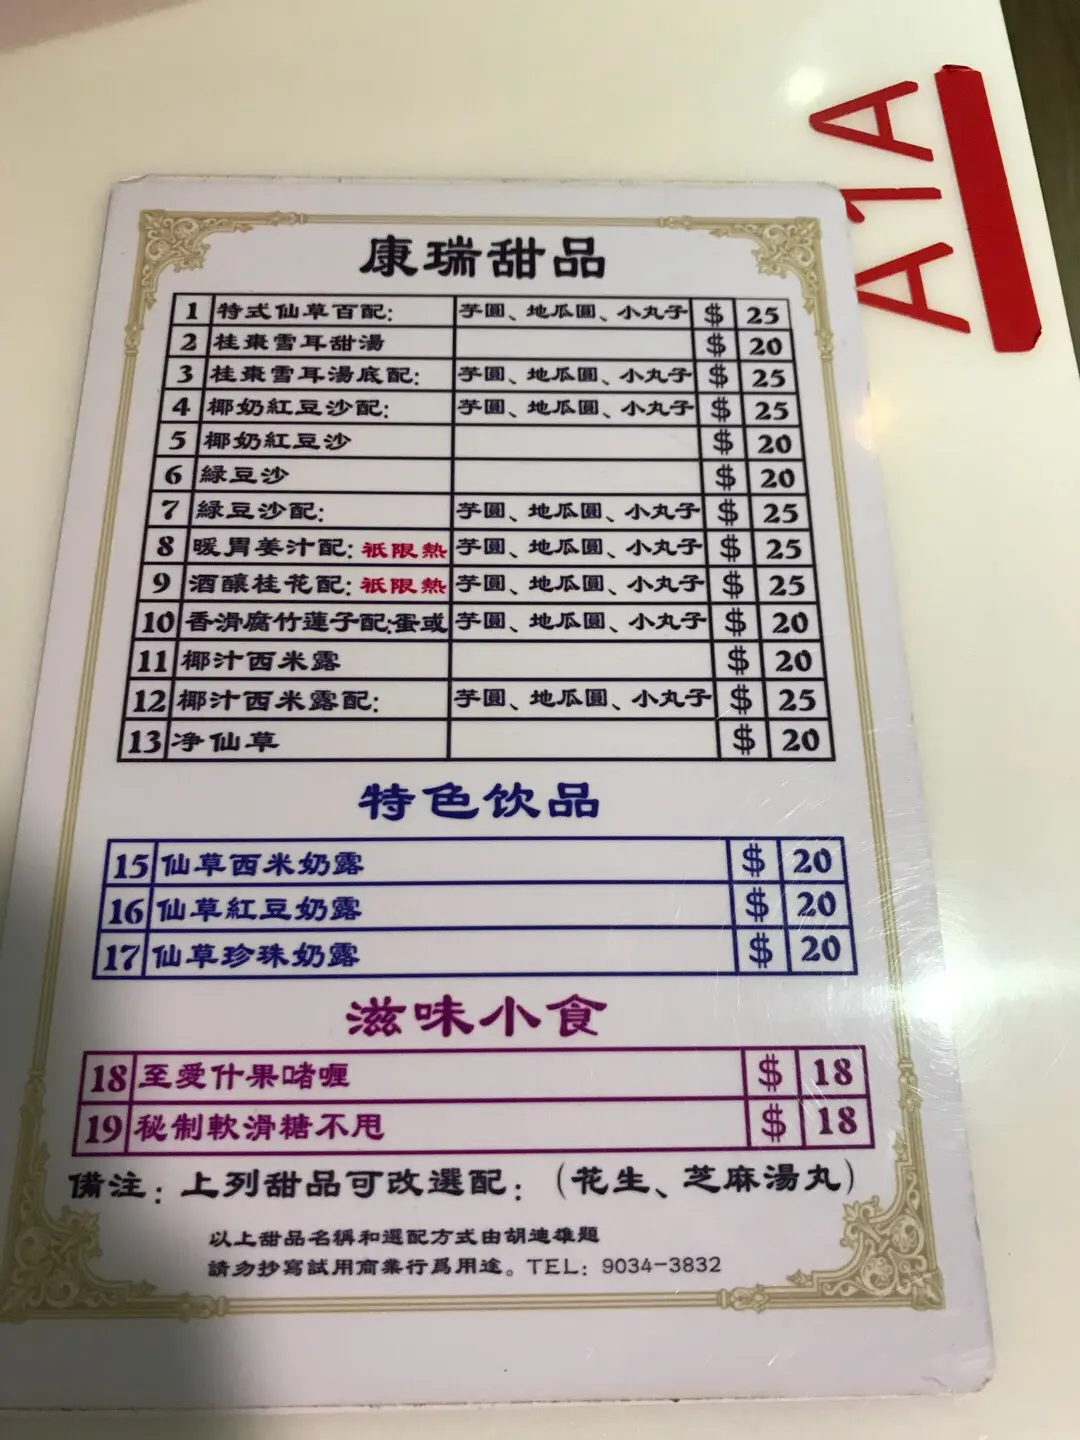 A1A
康瑞甜品
1 特式仙草百配: 芋圓、地瓜圓、小丸子 $ 25
2 桂棗雪耳甜湯 $ 20
3 桂棗雪耳湯底配: 芋圓、地瓜圓、小丸子 $ 25
4 椰奶紅豆沙配: 芋圓、地瓜圓、小丸子 $ 25
5 椰奶紅豆沙 $ 20
6 綠豆沙 $ 20
7 綠豆沙配: 芋圓、地瓜圓、小丸子 $ 25
8 暖胃姜汁配: 祇限熱 芋圓、地瓜圓、小丸子 $ 25
9 酒釀桂花配: 祇限熱 芋圓、地瓜圓、小丸子 $ 25
10 香滑腐竹蓮子配:蛋或 芋圓、地瓜圓、小丸子 $ 20
11 椰汁西米露 $ 20
12 椰汁西米露配: 芋圓、地瓜圓、小丸子 $ 25
13 净仙草 $ 20
特色饮品
15 仙草西米奶露 $ 20
16 仙草紅豆奶露 $ 20
17 仙草珍珠奶露 $ 20
滋味小食
18 至愛什果啫喱 $ 18
19 秘制軟滑糖不甩 $ 18
備注: 上列甜品可改選配: (花生、芝麻湯丸)
以上甜品名稱和選配方式由胡迪雄題
請勿抄寫試用商業行爲用途。TEL: 9034-3832